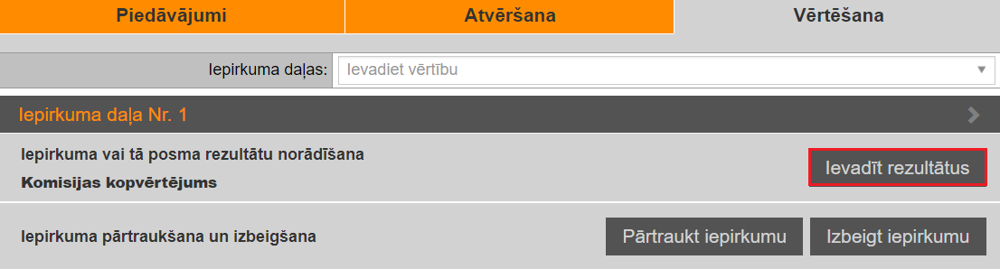 Piedāvājumi Atvēršana Vērtēšana
Iepirkuma daļas: Ievadiet vērtību
Iepirkuma daļa Nr. 1
Iepirkuma vai tā posma rezultātu norādīšana
Komisijas kopvērtējums
Ievadīt rezultātus
Iepirkuma pārtraukšana un izbeigšana Pārtraukt iepirkumu Izbeigt iepirkumu